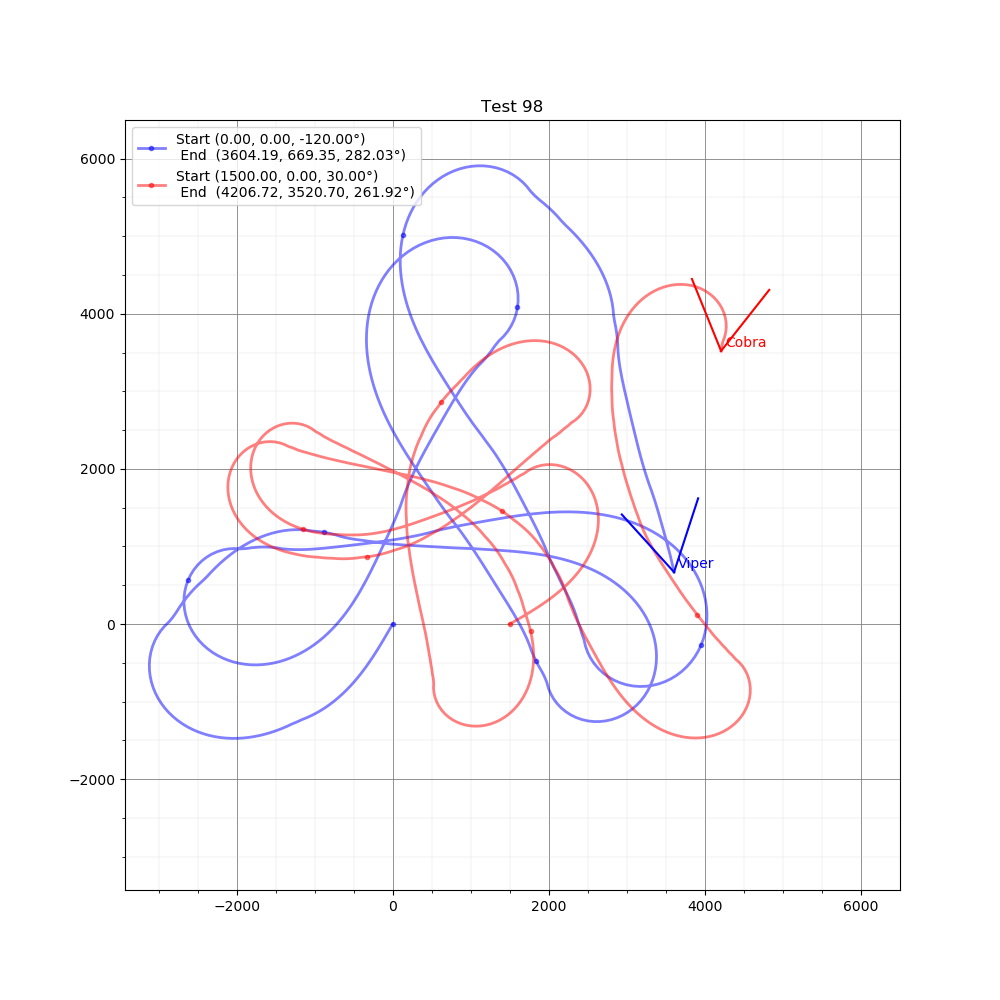 Test 98
Start (0.00, 0.00, -120.00°)
End  (3604.19, 669.35, 282.03°)
Start (1500.00, 0.00, 30.00°)
End  (4206.72, 3520.70, 261.92°)
6000
4000
2000
0
−2000
Cobra
Viper
−2000
0
2000
4000
6000